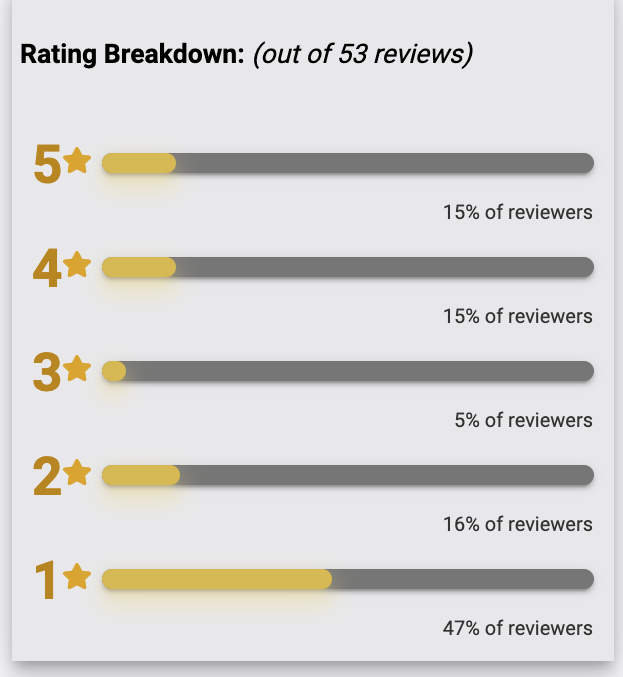 Rating Breakdown: (out of 53 reviews)
5
15% of reviewers
4
15% of reviewers
3
5% of reviewers
2
16% of reviewers
1
47% of reviewers